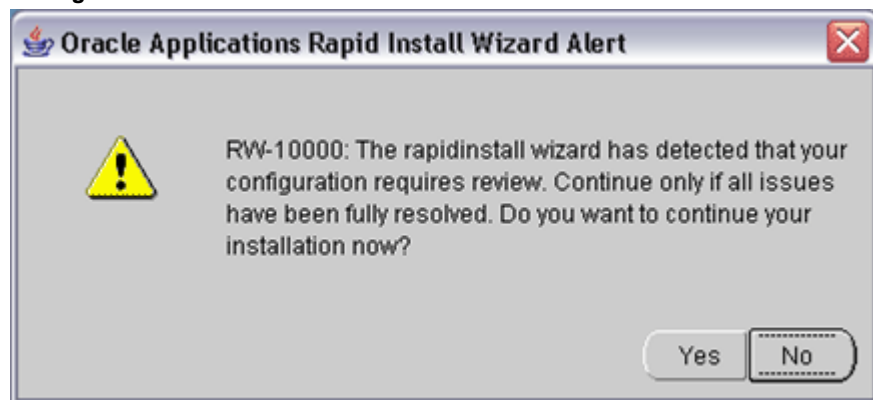 Oracle Applications Rapid Install Wizard Alert
RW-10000: The rapidinstall wizard has detected that your
configuration requires review. Continue only if all issues
have been fully resolved. Do you want to continue your
installation now?
Yes No